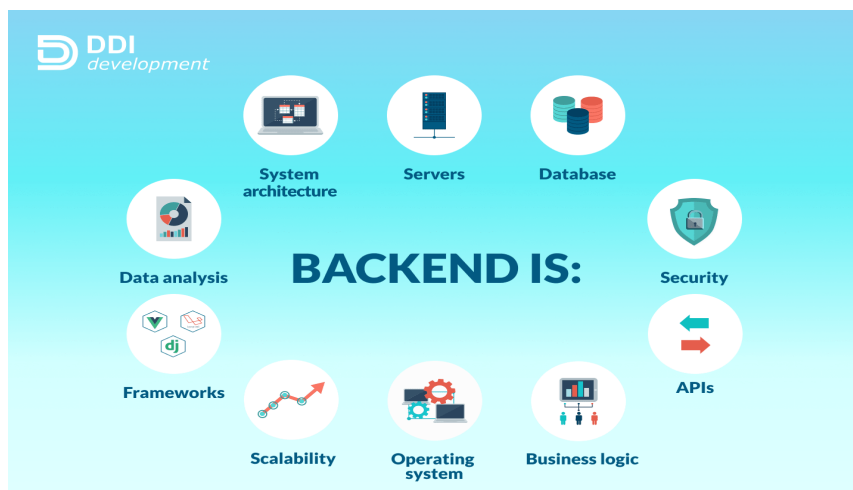 DDI
development
System
architecture
Servers
Database
Data analysis
BACKEND IS:
Security
dj
Frameworks
APIs
Scalability
Operating
system
Business logic